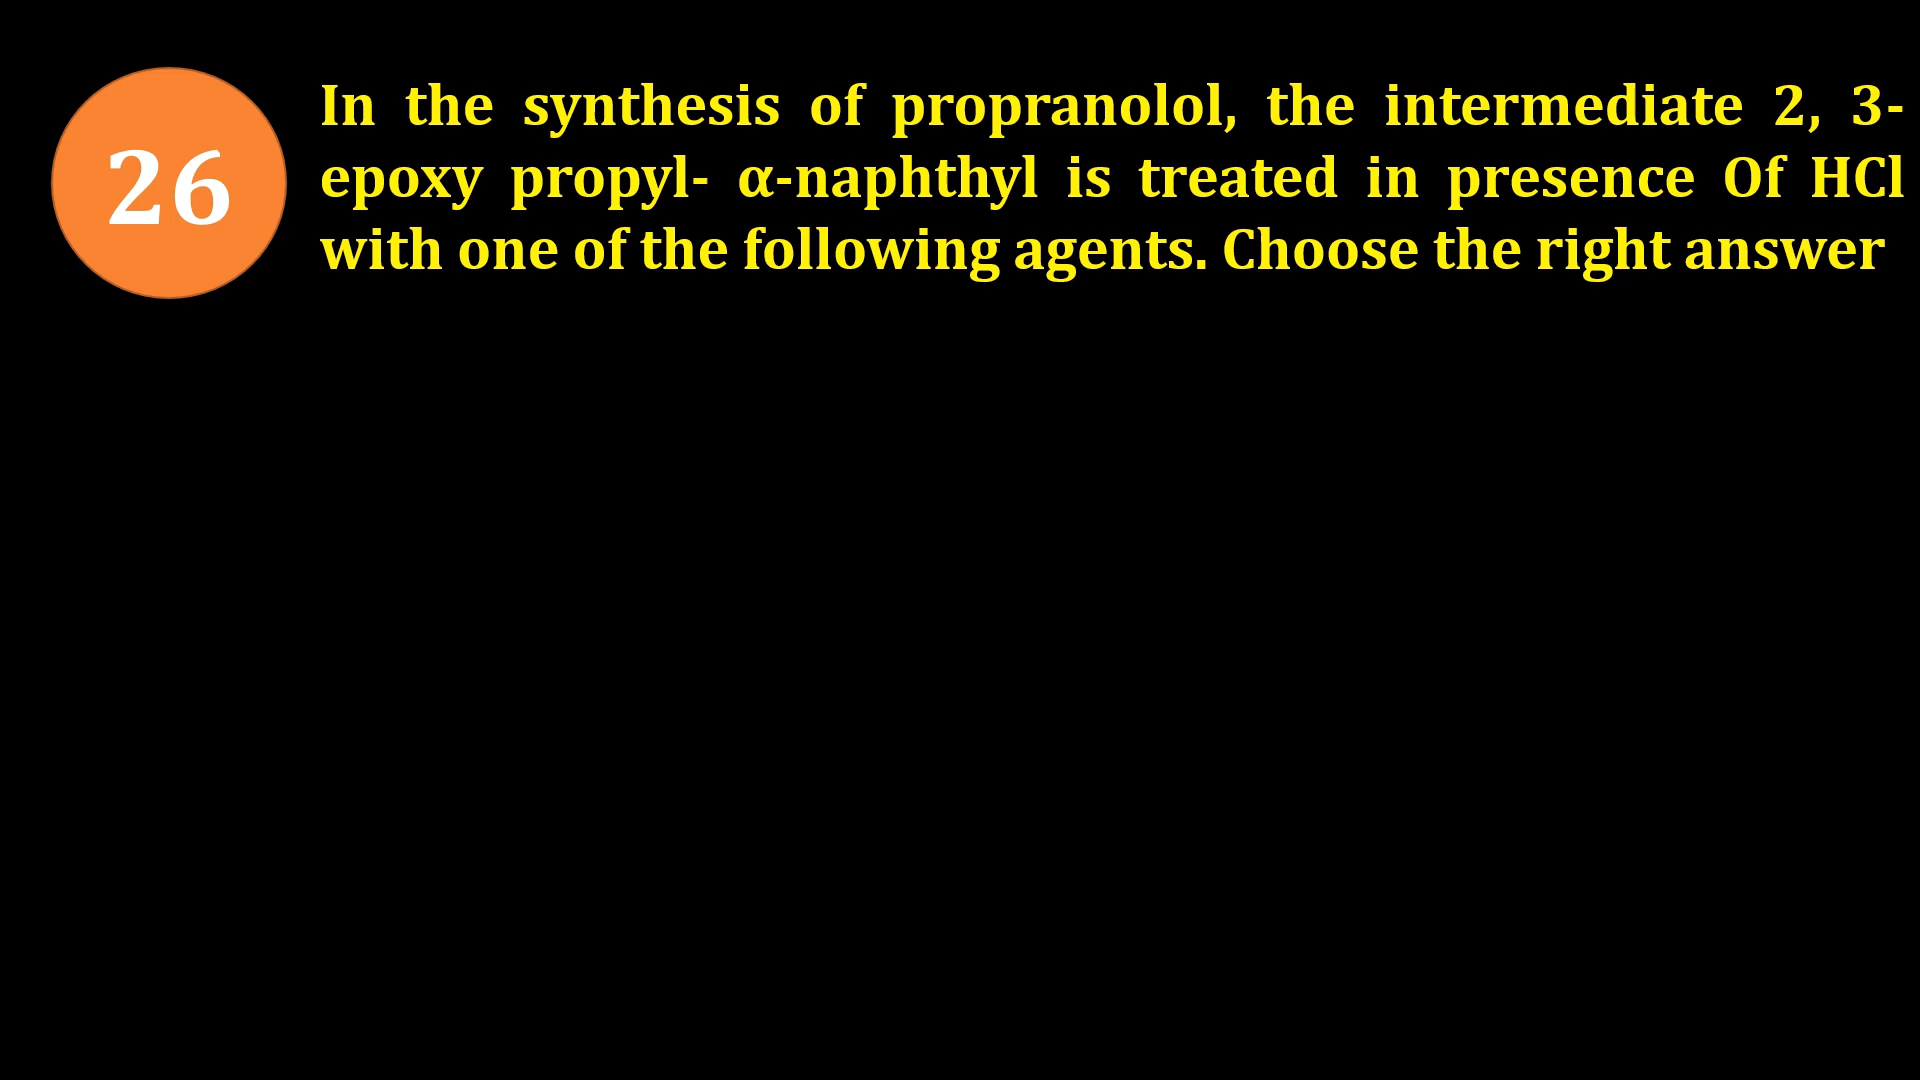 26
In the synthesis of propranolol, the intermediate 2, 3-
epoxy propyl- α-naphthyl is treated in presence Of HCl
with one of the following agents. Choose the right answer